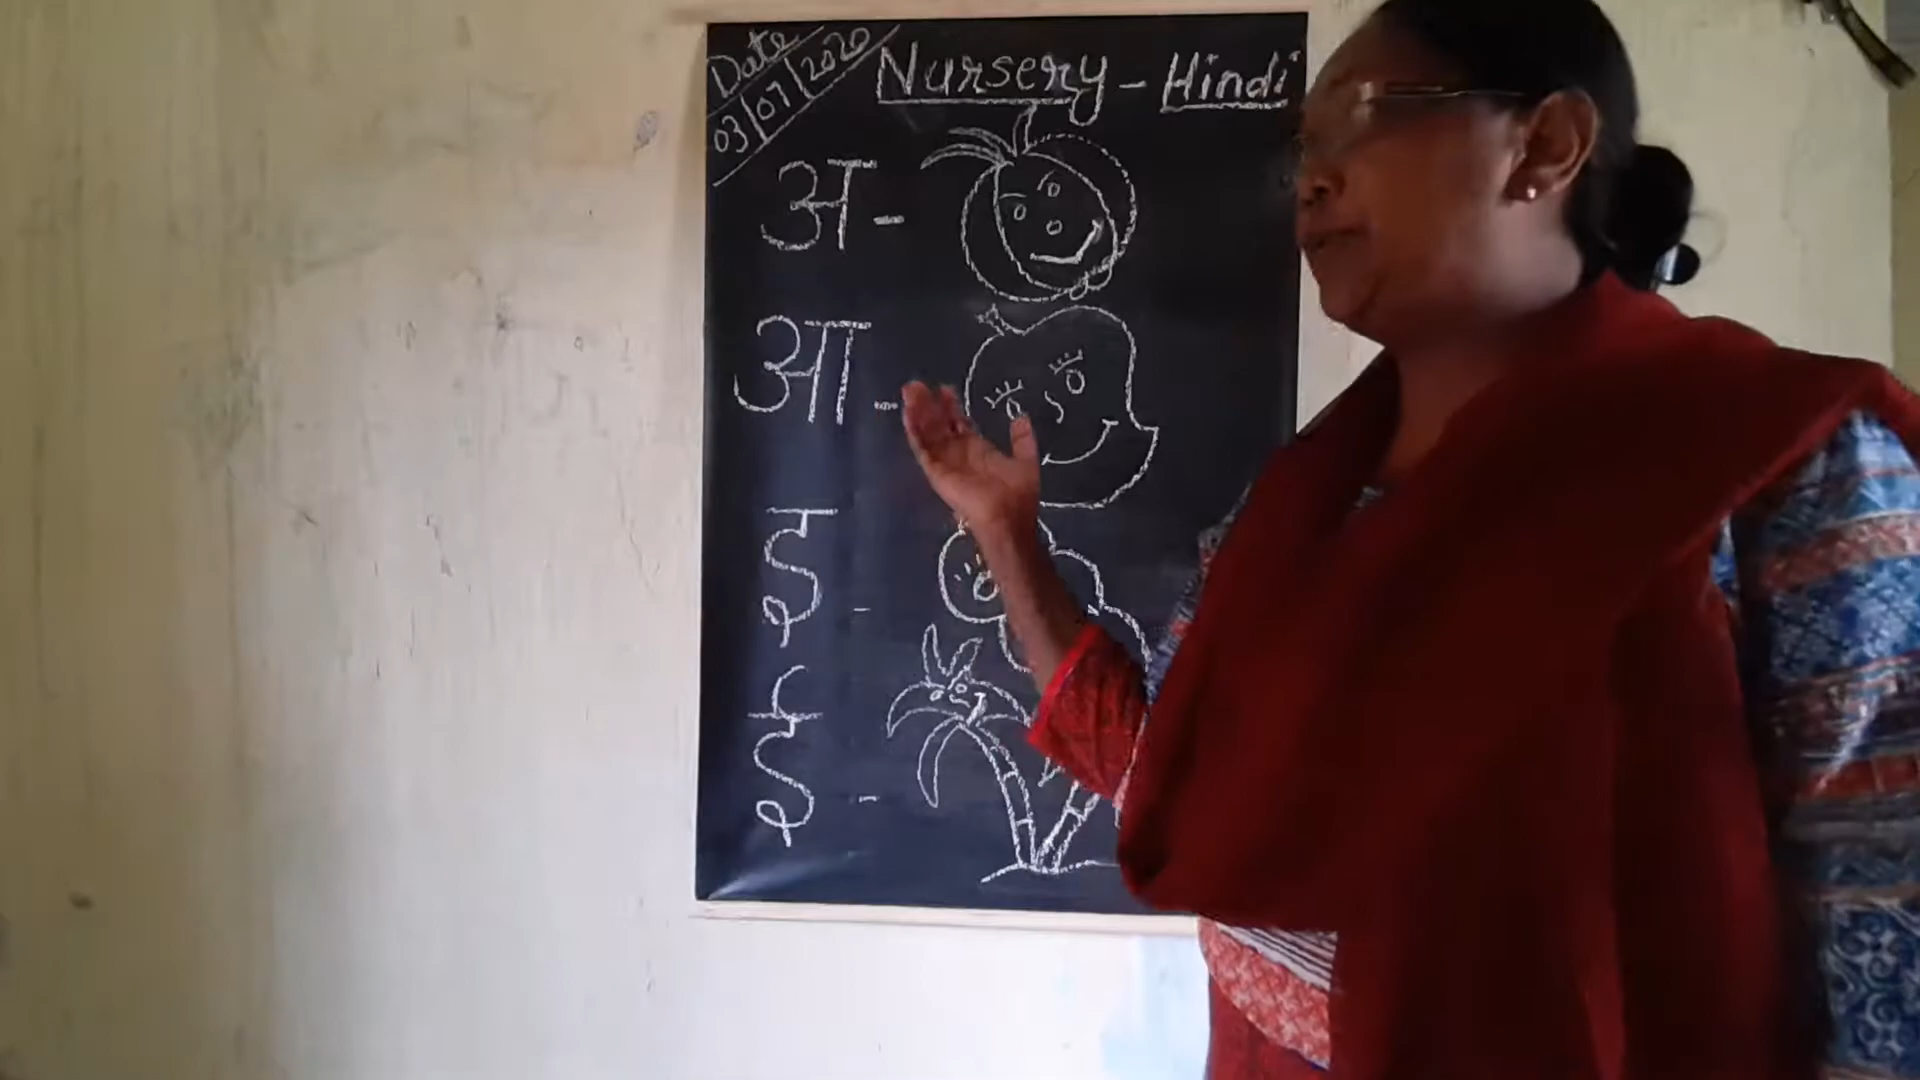 Date
03/07/2020
Nursery - Hindi
अ -
आ -
इ -
ई -